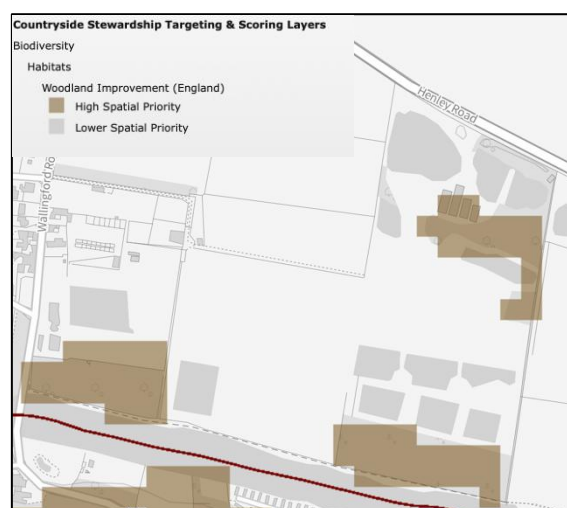 Countryside Stewardship Targeting & Scoring Layers
Biodiversity
Habitats
Woodland Improvement (England)
High Spatial Priority
Lower Spatial Priority
Henley Road
Wallingford Ro